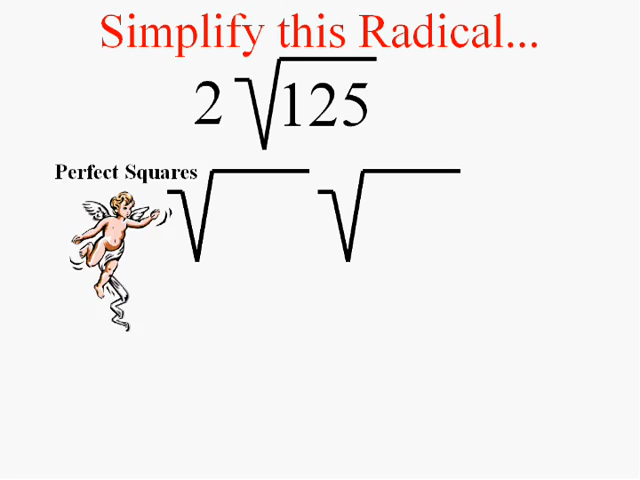 Simplify this Radical...
2√125
Perfect Squares
√ √